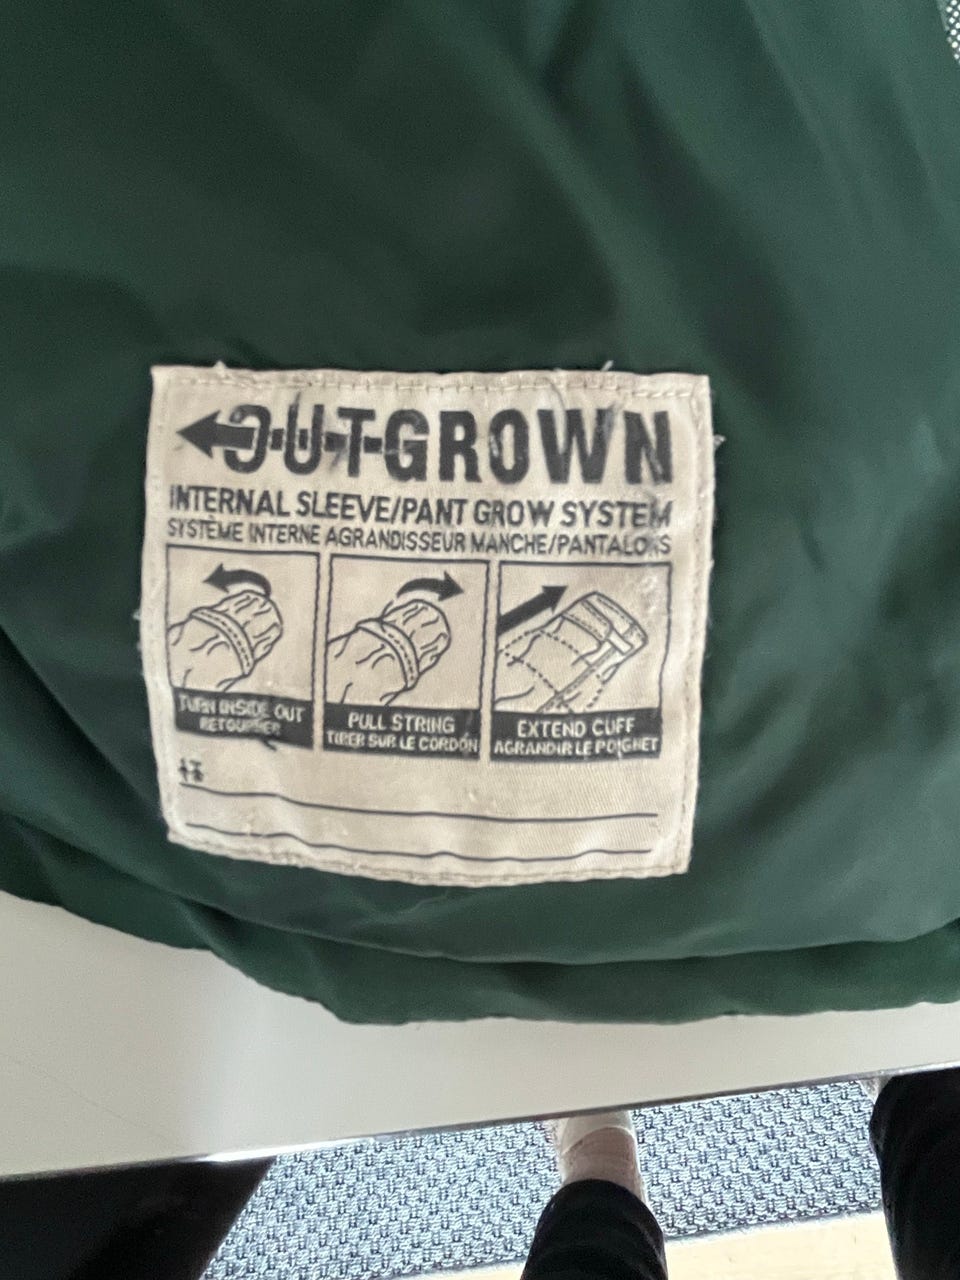 OUTGROWN
INTERNAL SLEEVE/PANT GROW SYSTEM
SYSTÈME INTERNE AGRANDISSEUR MANCHE/PANTALONS
TURN INSIDE OUT
RETOURNER
PULL STRING
TIRER SUR LE CORDON
EXTEND CUFF
AGRANDIR LE POIGNET